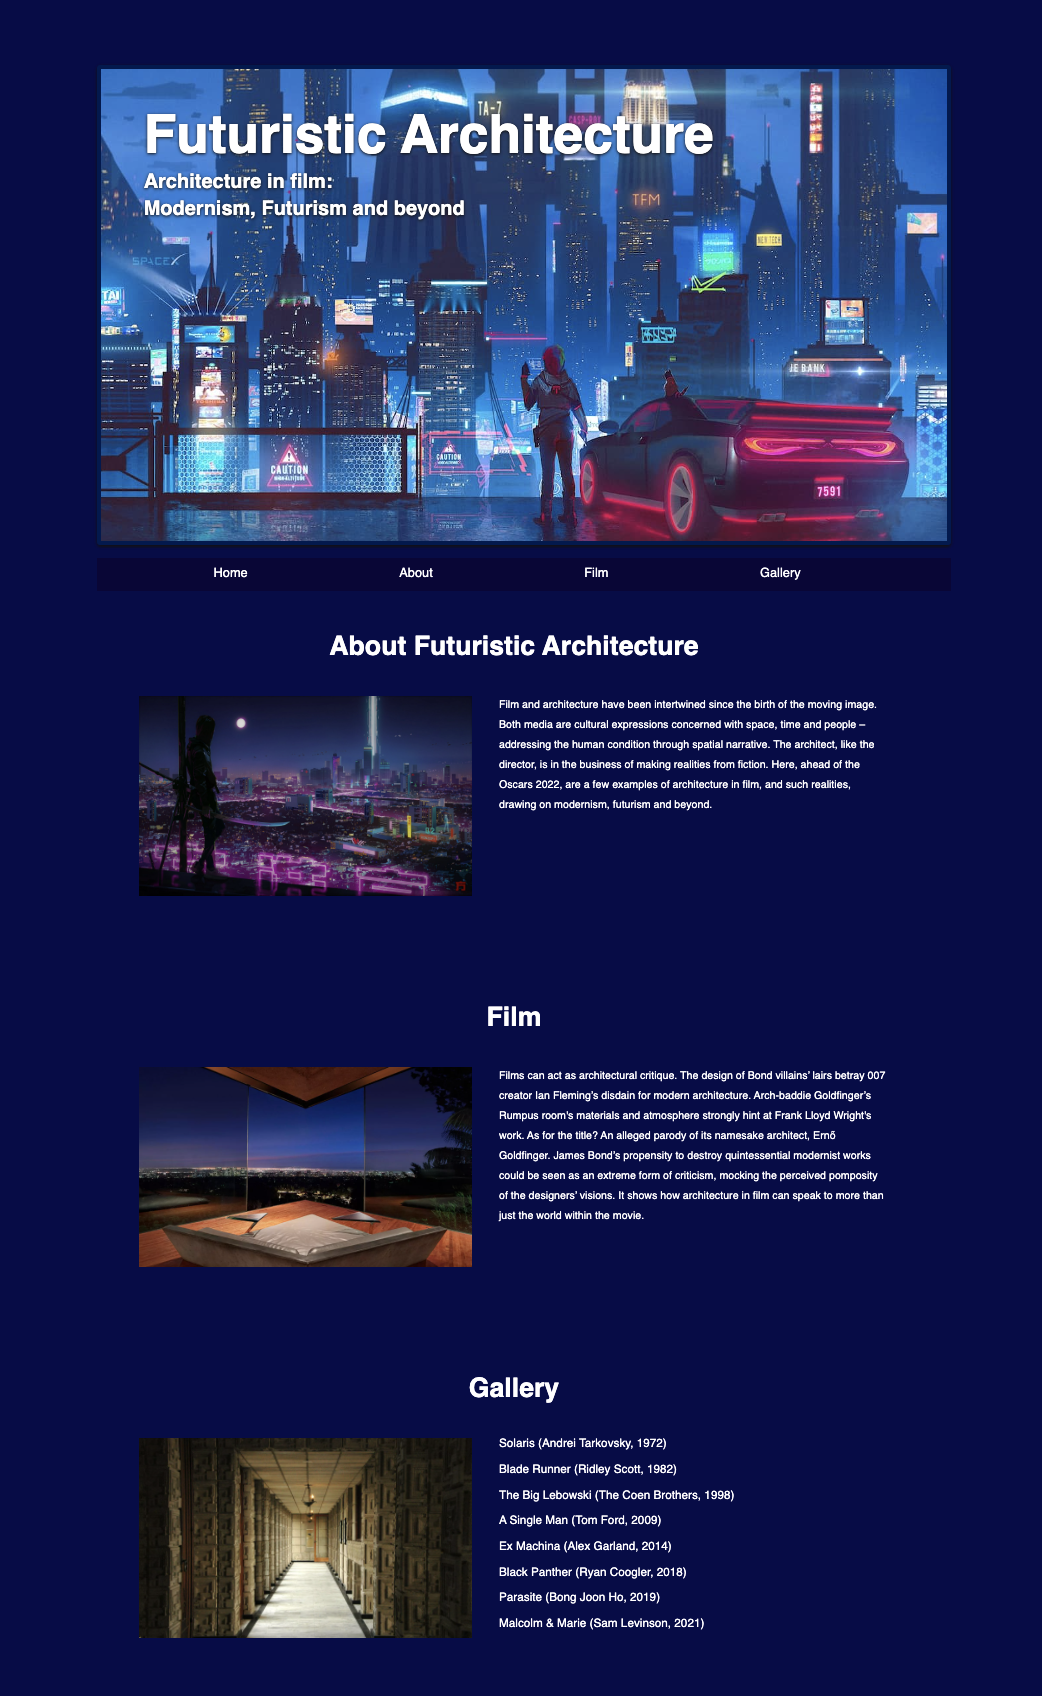 TA-7
CASP-BOY
Futuristic Architecture
Architecture in film:
Modernism, Futurism and beyond
TFM
NEW TECH
SPACEX
TAI
JE BANK
CAUTION
CAUTION
7591
Home
About
Film
Gallery
About Futuristic Architecture
Film and architecture have been intertwined since the birth of the moving image.
Both media are cultural expressions concerned with space, time and people –
addressing the human condition through spatial narrative. The architect, like the
director, is in the business of making realities from fiction. Here, ahead of the
Oscars 2022, are a few examples of architecture in film, and such realities,
drawing on modernism, futurism and beyond.
Film
Films can act as architectural critique. The design of Bond villains’ lairs betray 007
creator Ian Fleming’s disdain for modern architecture. Arch-baddie Goldfinger’s
Rumpus room’s materials and atmosphere strongly hint at Frank Lloyd Wright’s
work. As for the title? An alleged parody of its namesake architect, Ernő
Goldfinger. James Bond’s propensity to destroy quintessential modernist works
could be seen as an extreme form of criticism, mocking the perceived pomposity
of the designers’ visions. It shows how architecture in film can speak to more than
just the world within the movie.
Gallery
Solaris (Andrei Tarkovsky, 1972)
Blade Runner (Ridley Scott, 1982)
The Big Lebowski (The Coen Brothers, 1998)
A Single Man (Tom Ford, 2009)
Ex Machina (Alex Garland, 2014)
Black Panther (Ryan Coogler, 2018)
Parasite (Bong Joon Ho, 2019)
Malcolm & Marie (Sam Levinson, 2021)